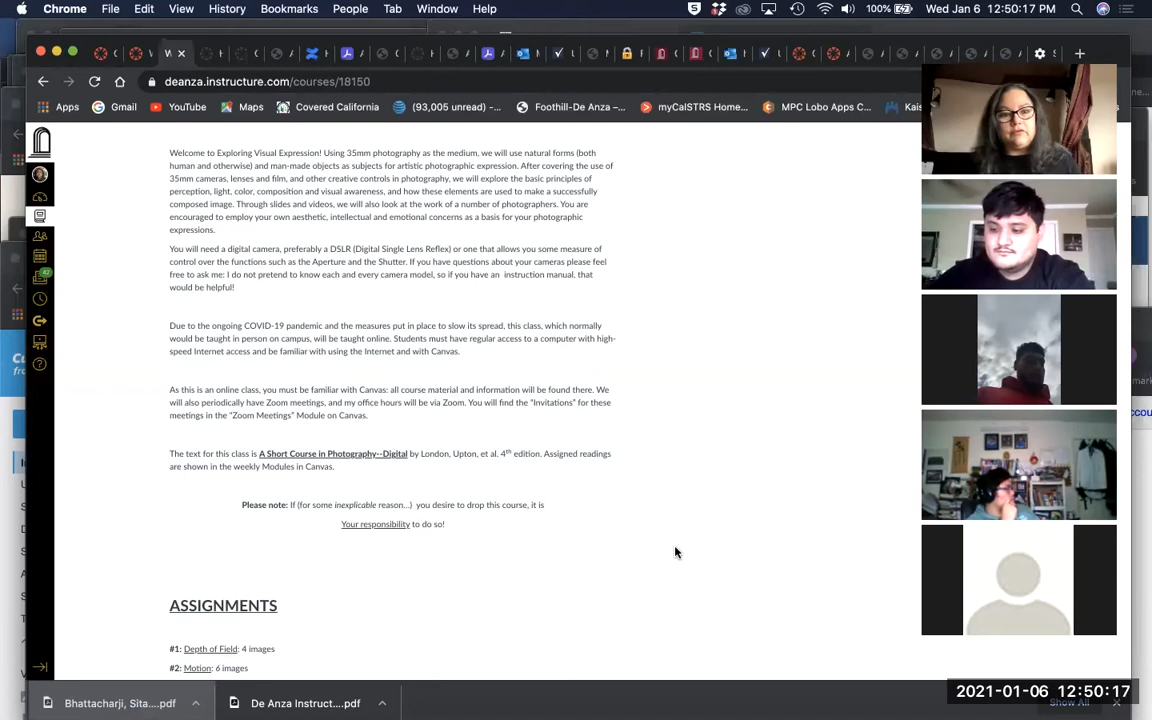 Chrome File Edit View History Bookmarks People Tab Window Help 100% Wed Jan 6 12:50:17 PM
deanza.instructure.com/courses/18150
Apps Gmail YouTube Maps Covered California (93,005 unread) -... Foothill-De Anza –... myCalSTRS Home... MPC Lobo Apps C... Kais
Welcome to Exploring Visual Expression! Using 35mm photography as the medium, we will use natural forms (both
human and otherwise) and man-made objects as subjects for artistic photographic expression. After covering the use of
35mm cameras, lenses and film, and other creative controls in photography, we will explore the basic principles of
perception, light, color, composition and visual awareness, and how these elements are used to make a successfully
composed image. Through slides and videos, we will also look at the work of a number of photographers. You are
encouraged to employ your own aesthetic, intellectual and emotional concerns as a basis for your photographic
expressions.
You will need a digital camera, preferably a DSLR (Digital Single Lens Reflex) or one that allows you some measure of
control over the functions such as the Aperture and the Shutter. If you have questions about your cameras please feel
free to ask me: I do not pretend to know each and every camera model, so if you have an instruction manual, that
would be helpful!
Due to the ongoing COVID-19 pandemic and the measures put in place to slow its spread, this class, which normally
would be taught in person on campus, will be taught online. Students must have regular access to a computer with high-
speed Internet access and be familiar with using the Internet and with Canvas.
As this is an online class, you must be familiar with Canvas: all course material and information will be found there. We
will also periodically have Zoom meetings, and my office hours will be via Zoom. You will find the “Invitations” for these
meetings in the “Zoom Meetings” Module on Canvas.
The text for this class is A Short Course in Photography--Digital by London, Upton, et al. 4th edition. Assigned readings
are shown in the weekly Modules in Canvas.
Please note: If (for some inexplicable reason...) you desire to drop this course, it is
Your responsibility to do so!
ASSIGNMENTS
#1: Depth of Field: 4 images
#2: Motion: 6 images
Bhattacharji, Sita....pdf De Anza Instruct....pdf Show All
2021-01-06 12:50:17